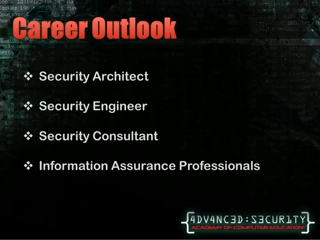 Career Outlook
❖ Security Architect
❖ Security Engineer
❖ Security Consultant
❖ Information Assurance Professionals
4DV4NC3D:S3CUR1TY
ACADEMY OF COMPUTER EDUCATION